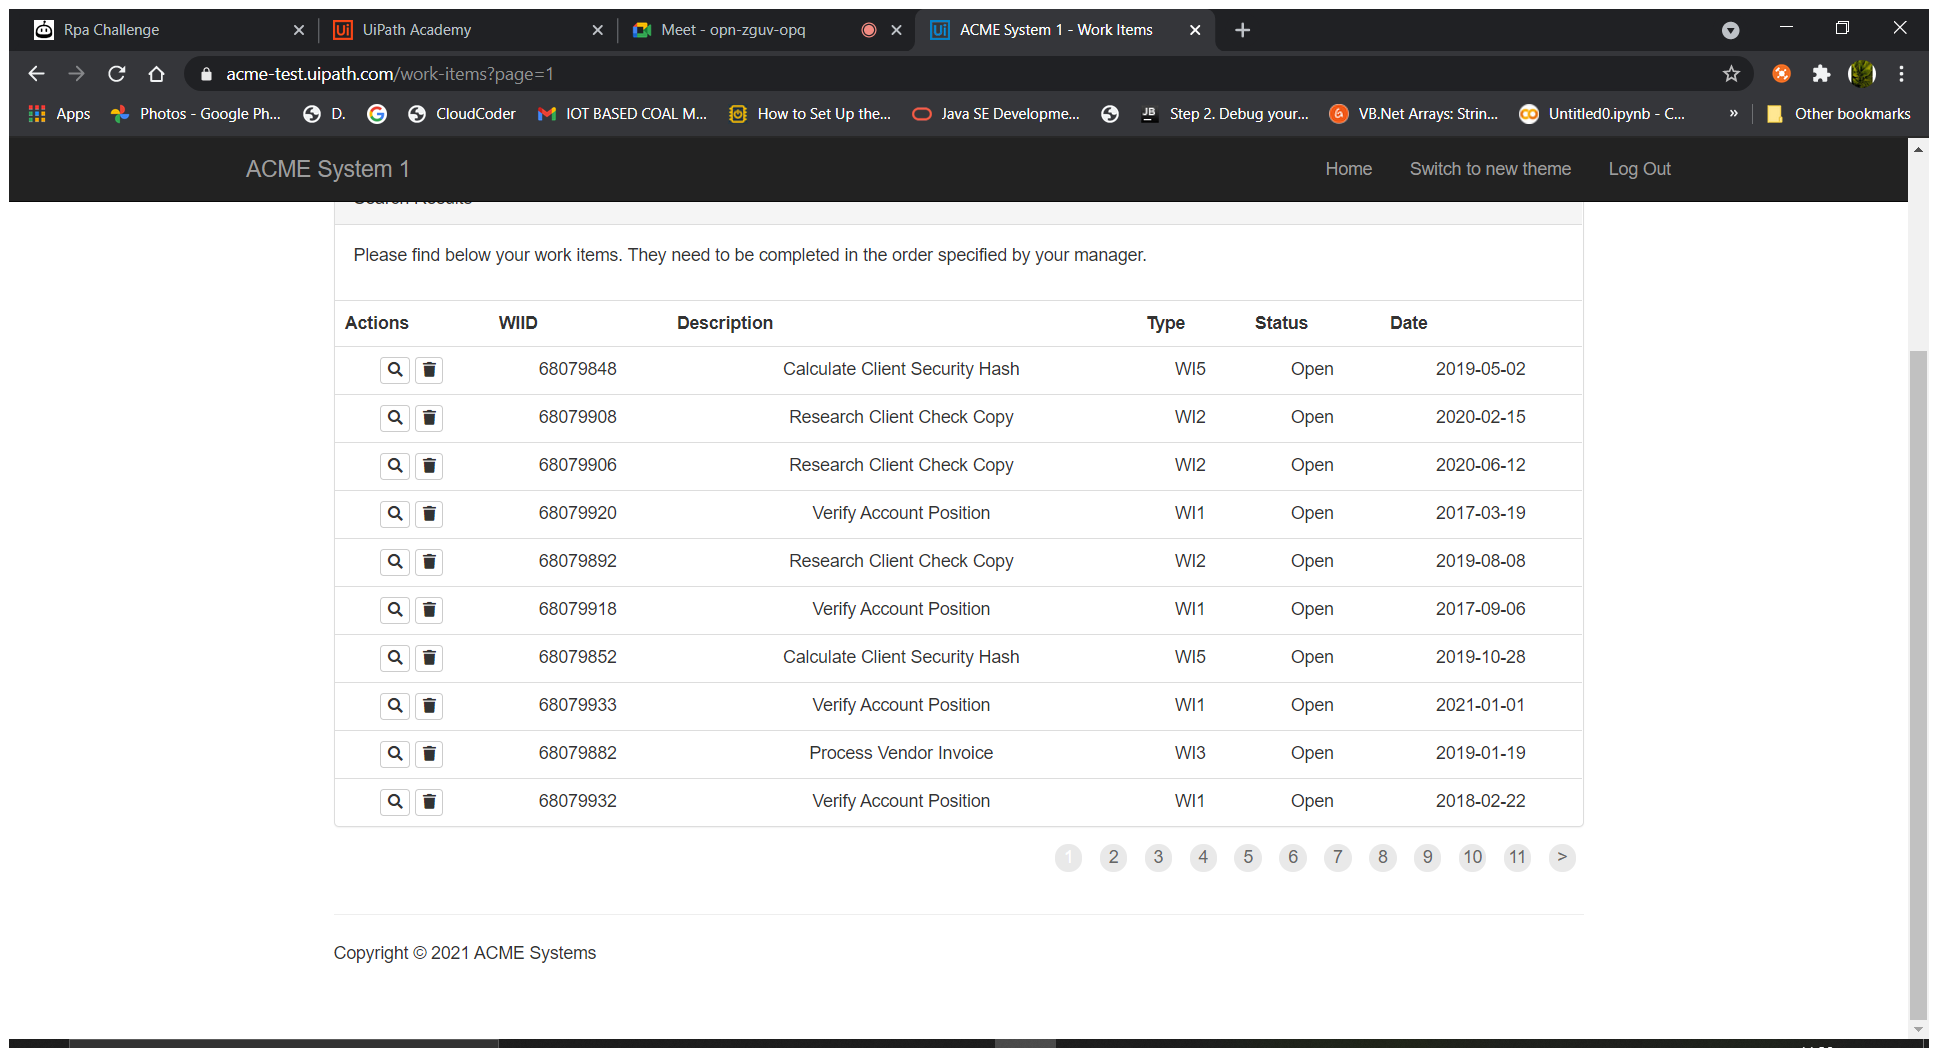 Rpa Challenge UiPath Academy Meet - opn-zguv-opq ACME System 1 - Work Items
acme-test.uipath.com/work-items?page=1
Apps Photos - Google Ph... D. CloudCoder IOT BASED COAL M... How to Set Up the... Java SE Developme... Step 2. Debug your... VB.Net Arrays: Strin... Untitled0.ipynb - C... » Other bookmarks
ACME System 1 Home Switch to new theme Log Out
Search Results
Please find below your work items. They need to be completed in the order specified by your manager.
Actions WIID Description Type Status Date
68079848 Calculate Client Security Hash WI5 Open 2019-05-02
68079908 Research Client Check Copy WI2 Open 2020-02-15
68079906 Research Client Check Copy WI2 Open 2020-06-12
68079920 Verify Account Position WI1 Open 2017-03-19
68079892 Research Client Check Copy WI2 Open 2019-08-08
68079918 Verify Account Position WI1 Open 2017-09-06
68079852 Calculate Client Security Hash WI5 Open 2019-10-28
68079933 Verify Account Position WI1 Open 2021-01-01
68079882 Process Vendor Invoice WI3 Open 2019-01-19
68079932 Verify Account Position WI1 Open 2018-02-22
1 2 3 4 5 6 7 8 9 10 11 >
Copyright © 2021 ACME Systems